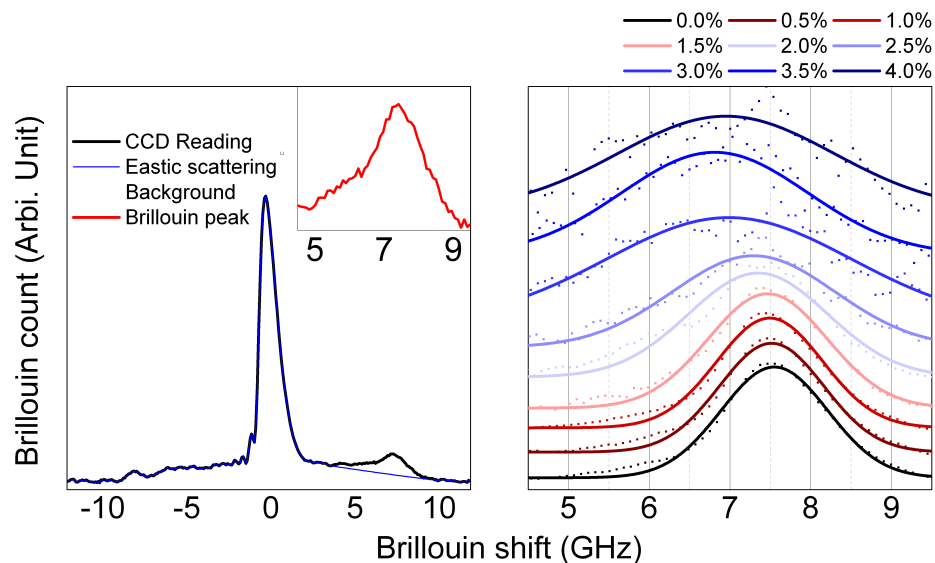 0.0% 0.5% 1.0%
1.5% 2.0% 2.5%
3.0% 3.5% 4.0%
Brillouin count (Arbi. Unit)
CCD Reading
Eastic scattering
Background
Brillouin peak
c
5 7 9
-10 -5 0 5 10
5 6 7 8 9
Brillouin shift (GHz)